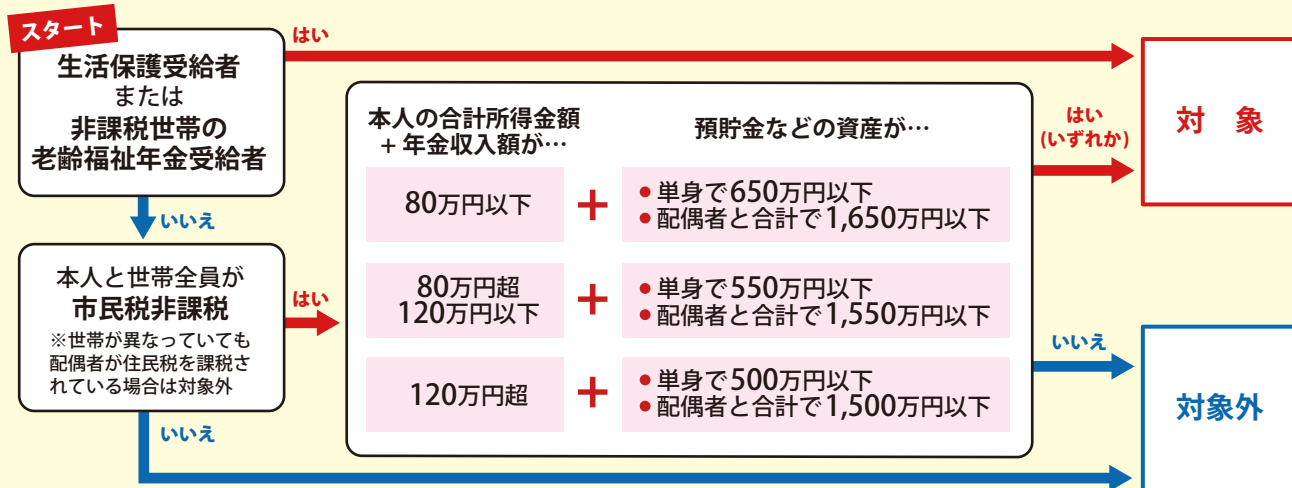 スタート
生活保護受給者
または
非課税世帯の
老齢福祉年金受給者
はい
いいえ
本人と世帯全員が
市民税非課税
※世帯が異なっていても
配偶者が住民税を課税さ
れている場合は対象外
はい
いいえ
本人の合計所得金額
+ 年金収入額が…
預貯金などの資産が…
80万円以下
+
● 単身で650万円以下
● 配偶者と合計で1,650万円以下
80万円超
120万円以下
+
● 単身で550万円以下
● 配偶者と合計で1,550万円以下
120万円超
+
● 単身で500万円以下
● 配偶者と合計で1,500万円以下
はい
(いずれか)
対 象
いいえ
対象外